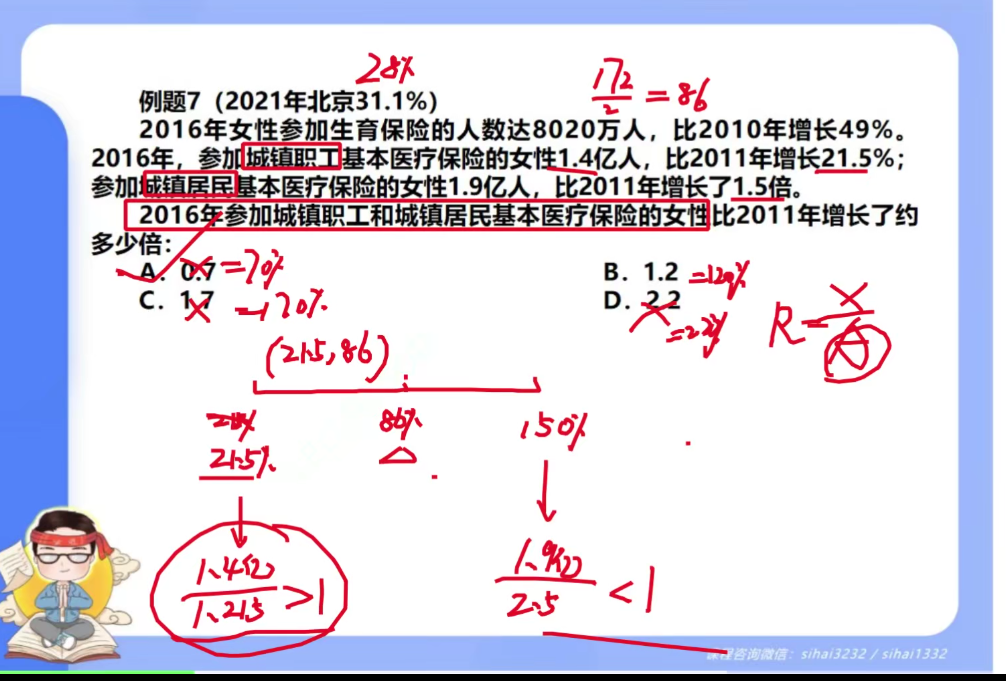 28%
172/2=86
例题7（2021年北京31.1%）
2016年女性参加生育保险的人数达8020万人，比2010年增长49%。
2016年，参加城镇职工基本医疗保险的女性1.4亿人，比2011年增长21.5%；
参加城镇居民基本医疗保险的女性1.9亿人，比2011年增长了1.5倍。
2016年参加城镇职工和城镇居民基本医疗保险的女性比2011年增长了约
多少倍：
A. 0.7 =70% B. 1.2 =120%
C. 1.7 =170% D. 2.2
(21.5,86) R=
86% 150%
21.5%
1.4亿/1.215>1 1.9亿/2.5<1
课程咨询微信：sihai3232 / sihai1332